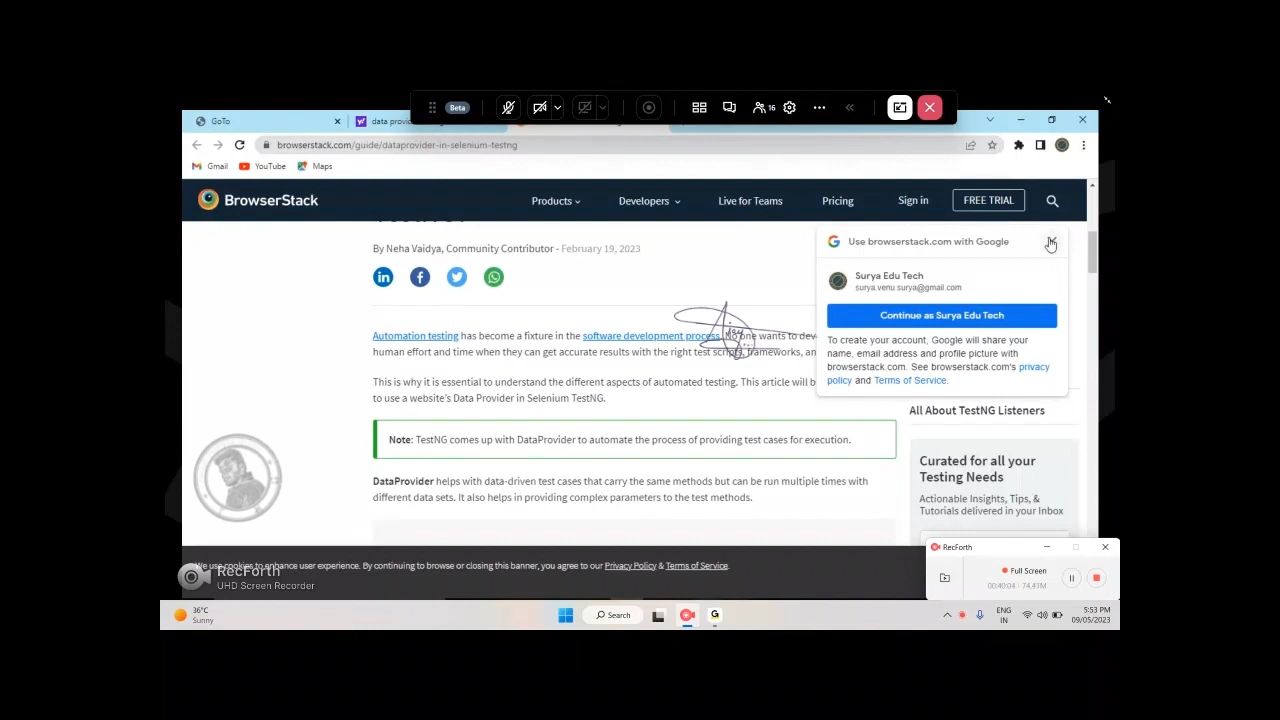 Beta
16
GoTo
data provi
browserstack.com/guide/dataprovider-in-selenium-testng
Gmail YouTube Maps
BrowserStack Products Developers Live for Teams Pricing Sign in FREE TRIAL
By Neha Vaidya, Community Contributor - February 19, 2023
Use browserstack.com with Google
Surya Edu Tech
surya.venu.surya@gmail.com
Continue as Surya Edu Tech
To create your account, Google will share your
name, email address and profile picture with
browserstack.com. See browserstack.com's privacy
policy and Terms of Service.
Automation testing has become a fixture in the software development process. No one wants to dev
human effort and time when they can get accurate results with the right test scripts, frameworks, an
This is why it is essential to understand the different aspects of automated testing. This article will b
to use a website's Data Provider in Selenium TestNG.
Note: TestNG comes up with DataProvider to automate the process of providing test cases for execution.
DataProvider helps with data-driven test cases that carry the same methods but can be run multiple times with
different data sets. It also helps in providing complex parameters to the test methods.
All About TestNG Listeners
Curated for all your
Testing Needs
Actionable Insights, Tips, &
Tutorials delivered in your Inbox
We use cookies to enhance user experience. By continuing to browse or closing this banner, you agree to our Privacy Policy & Terms of Service.
RecForth
UHD Screen Recorder
RecForth
Full Screen
00:40:04 / 74.41M
36°C
Sunny
Search
ENG
IN
5:53 PM
09/05/2023